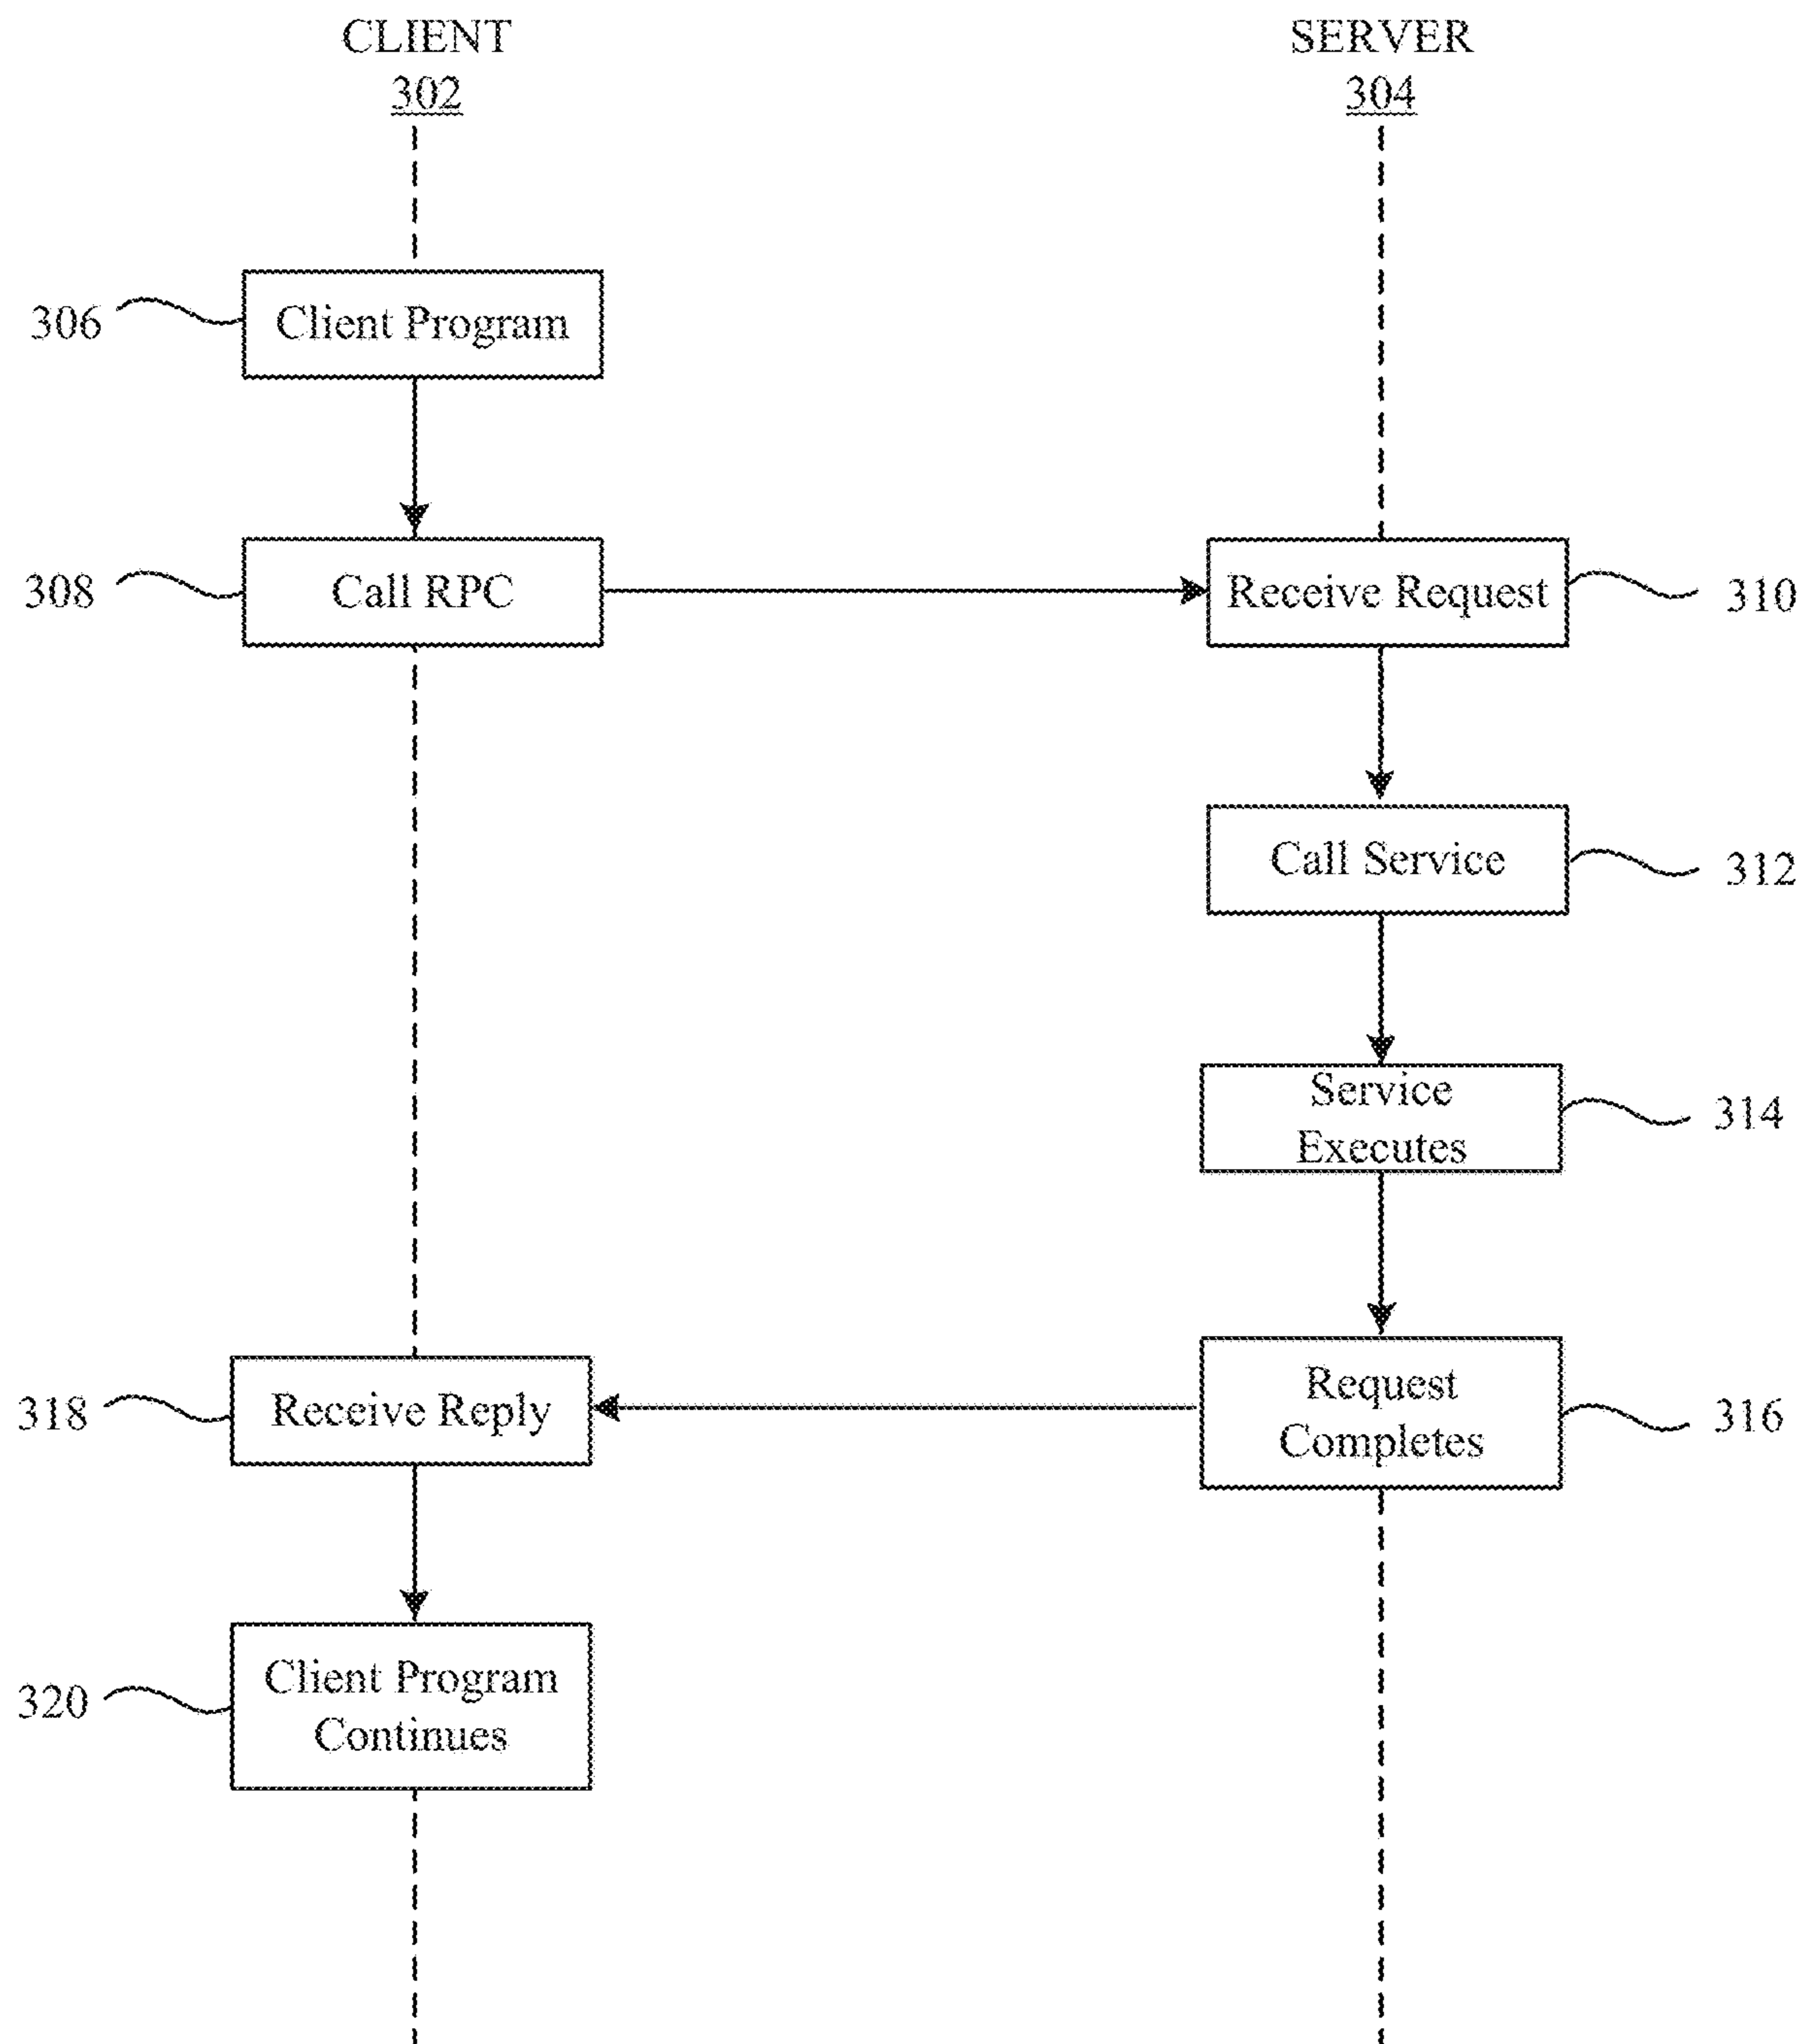 CLIENT
302
SERVER
304
306
Client Program
308
Call RPC
Receive Request
310
Call Service
312
Service
Executes
314
318
Receive Reply
Request
Completes
316
320
Client Program
Continues